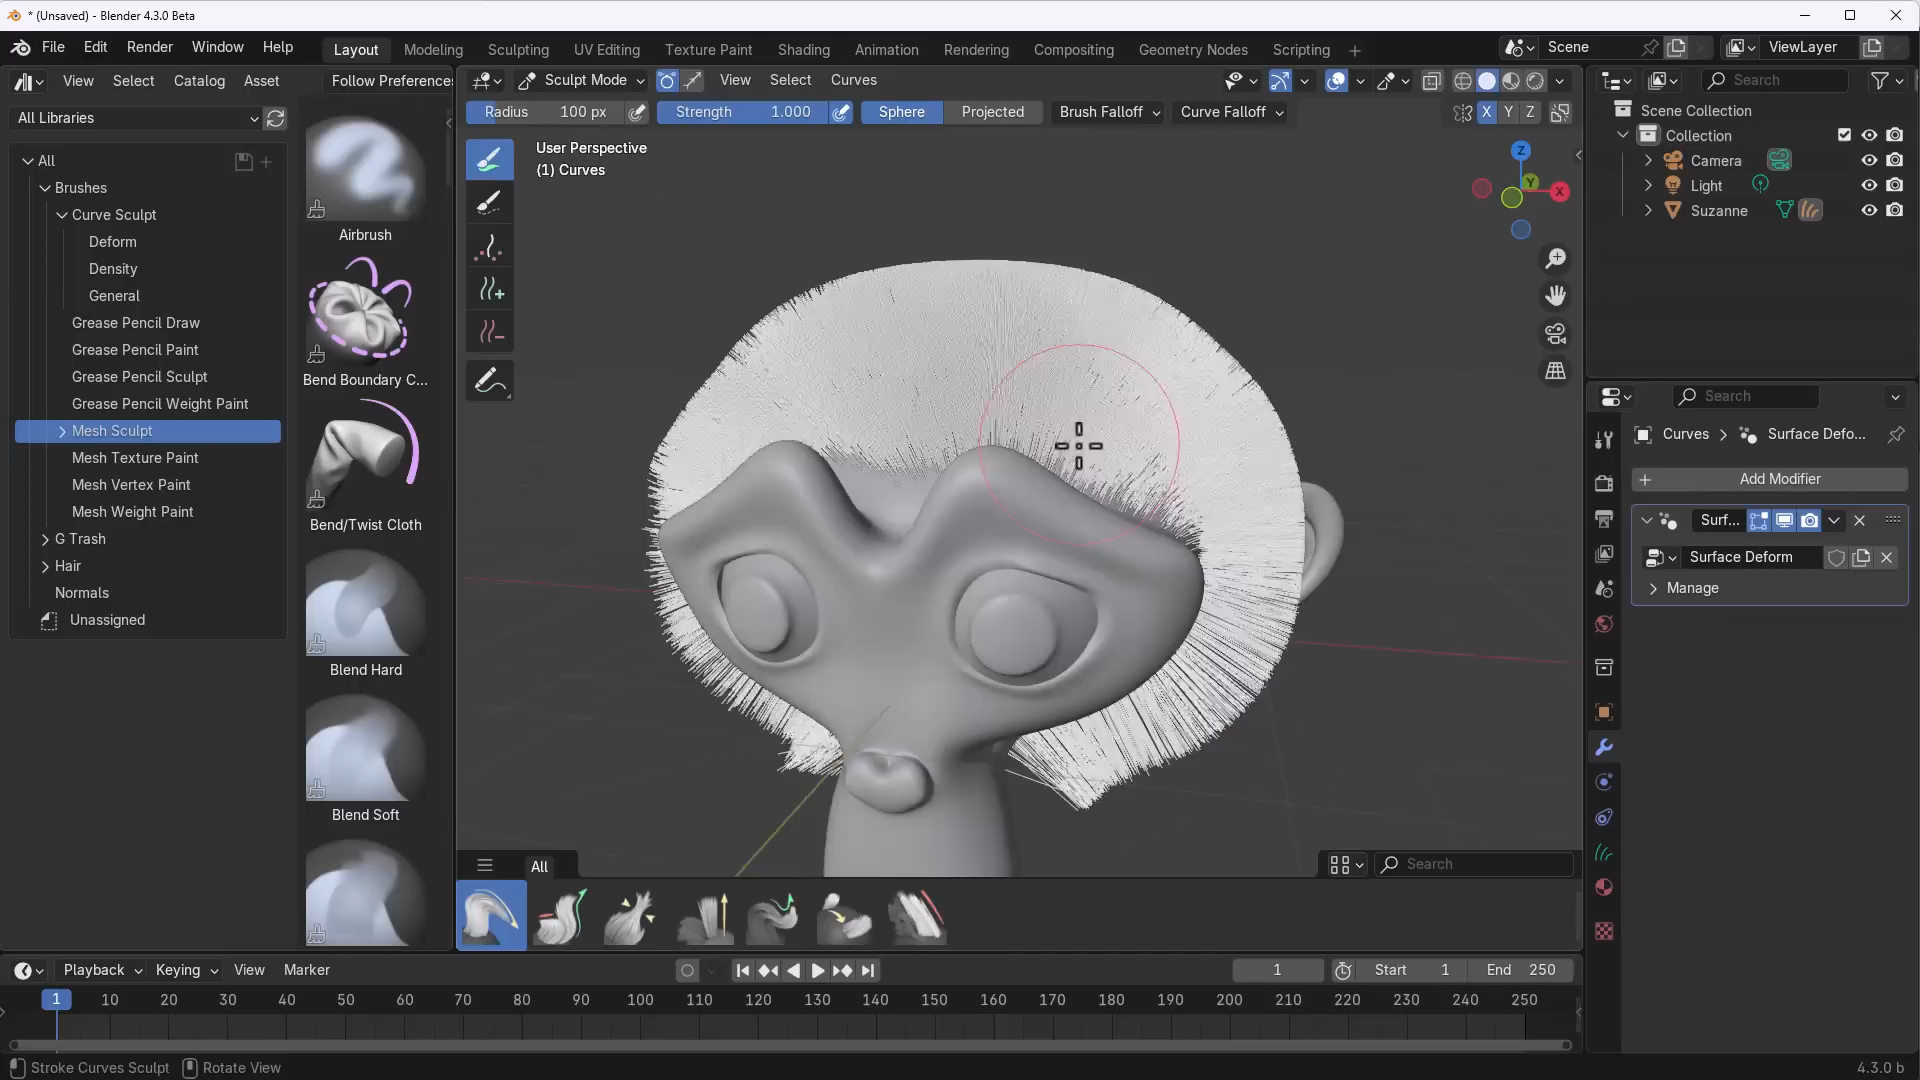 * (Unsaved) - Blender 4.3.0 Beta
File Edit Render Window Help
Layout Modeling Sculpting UV Editing Texture Paint Shading Animation Rendering Compositing Geometry Nodes Scripting +
Scene
ViewLayer
View Select Catalog Asset
Follow Preferences
Sculpt Mode View Select Curves
Search
All Libraries
Radius 100 px Strength 1.000 Sphere Projected Brush Falloff Curve Falloff
X Y Z
All
Brushes
Curve Sculpt
Deform
Density
General
Grease Pencil Draw
Grease Pencil Paint
Grease Pencil Sculpt
Grease Pencil Weight Paint
Mesh Sculpt
Mesh Texture Paint
Mesh Vertex Paint
Mesh Weight Paint
G Trash
Hair
Normals
Unassigned
Airbrush
Bend Boundary C...
Bend/Twist Cloth
Blend Hard
Blend Soft
User Perspective
(1) Curves
Z
Y
X
Scene Collection
Collection
Camera
Light
Suzanne
Search
Curves > Surface Defo...
Add Modifier
Surf...
Surface Deform
Manage
All
Search
Playback Keying View Marker
1
Start 1 End 250
1 10 20 30 40 50 60 70 80 90 100 110 120 130 140 150 160 170 180 190 200 210 220 230 240 250
Stroke Curves Sculpt Rotate View
4.3.0 b